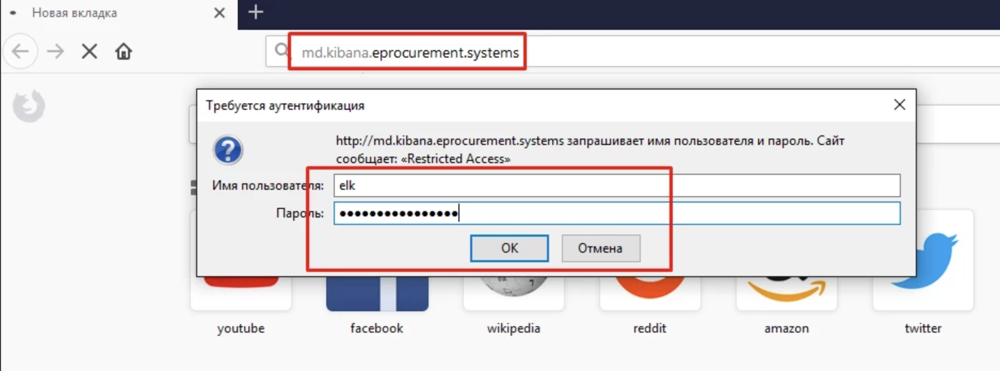 Новая вкладка
md.kibana.eprocurement.systems
Требуется аутентификация
http://md.kibana.eprocurement.systems запрашивает имя пользователя и пароль. Сайт
сообщает: «Restricted Access»
Имя пользователя: elk
Пароль: ••••••••••••••••
OK Отмена
youtube facebook wikipedia reddit amazon twitter